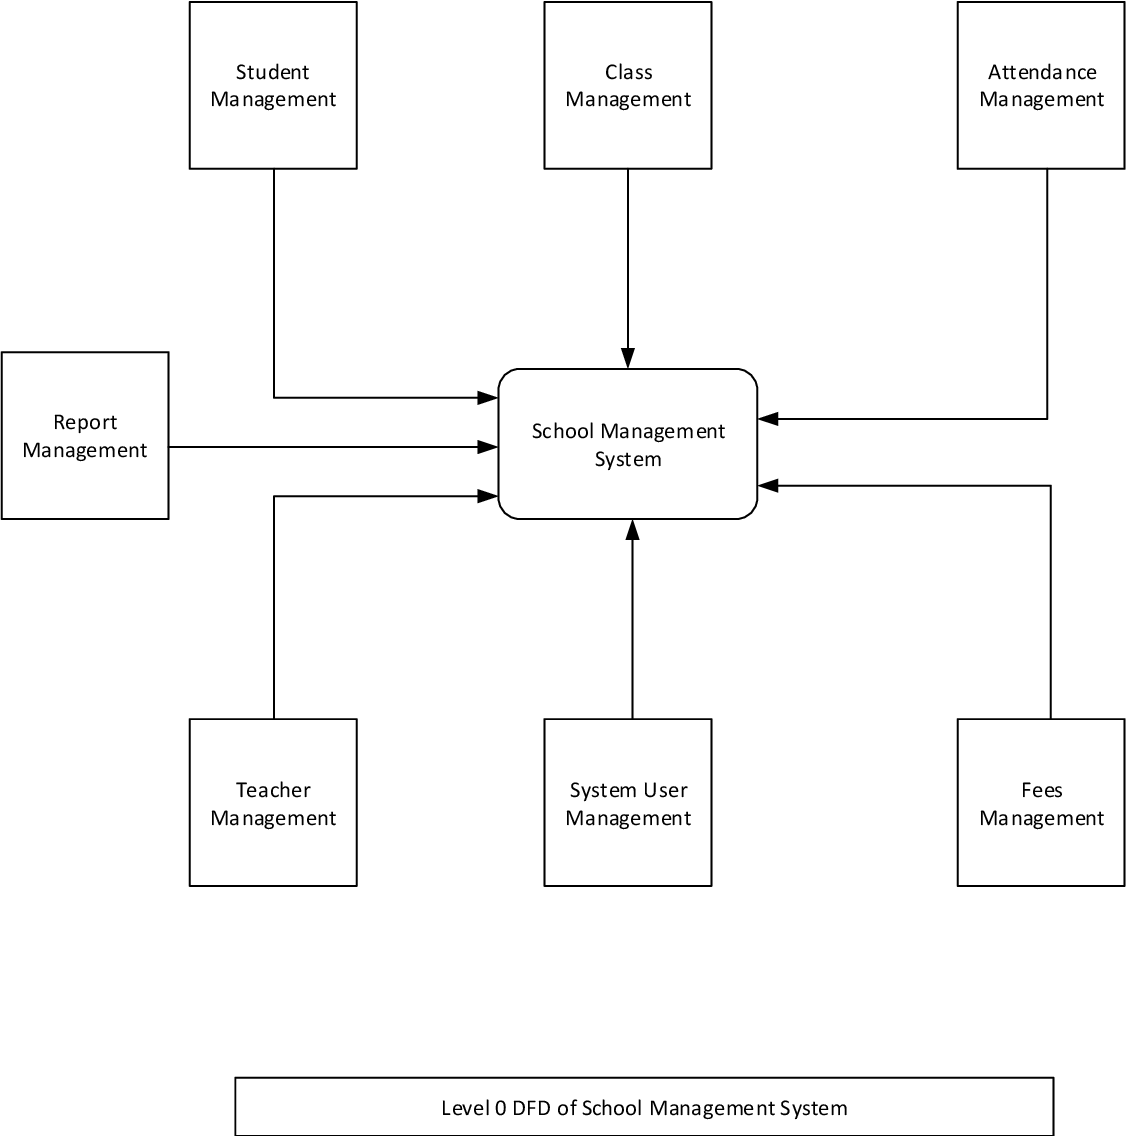 Student
Management
Class
Management
Attendance
Management
Report
Management
School Management
System
Teacher
Management
System User
Management
Fees
Management
Level 0 DFD of School Management System